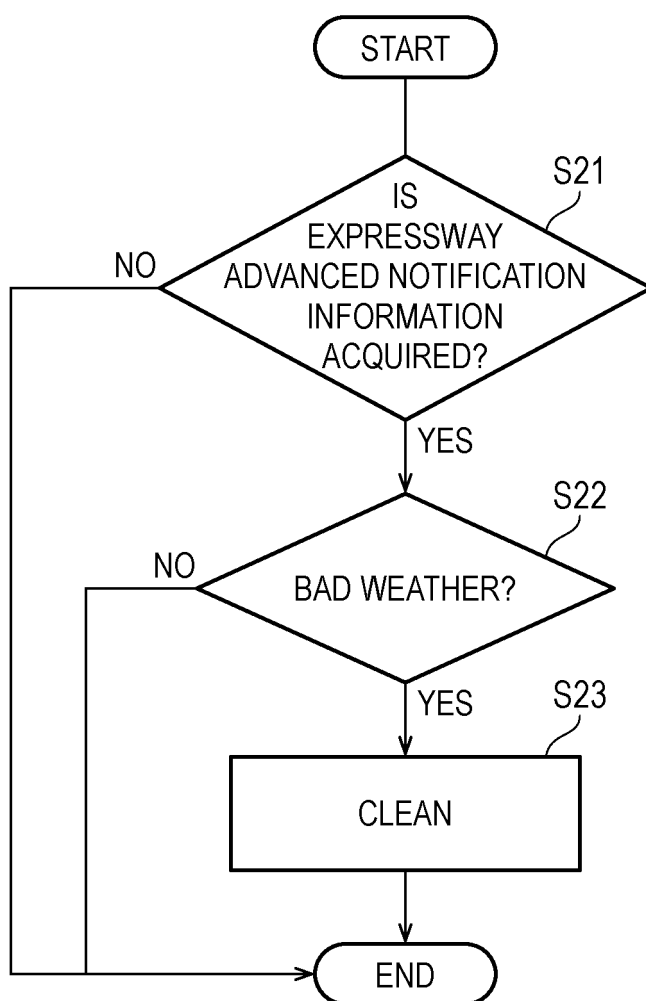 START
S21
IS
EXPRESSWAY
NO
ADVANCED NOTIFICATION
INFORMATION
ACQUIRED?
YES
S22
NO
BAD WEATHER?
YES
S23
CLEAN
END